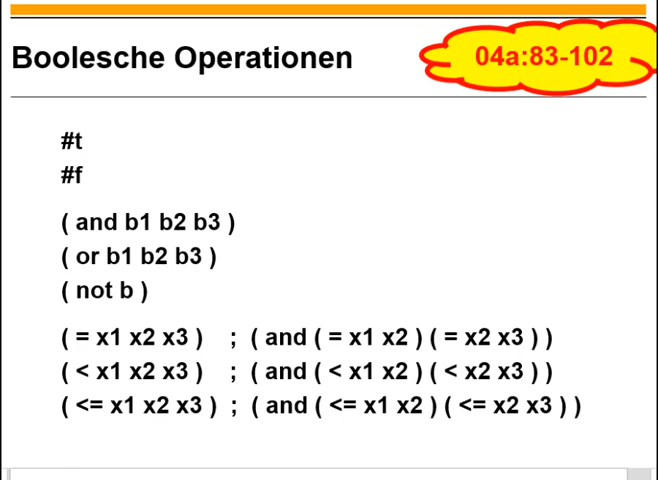 Boolesche Operationen
04a:83-102
#t
#f
( and b1 b2 b3 )
( or b1 b2 b3 )
( not b )
( = x1 x2 x3 ) ; ( and ( = x1 x2 ) ( = x2 x3 ) )
( < x1 x2 x3 ) ; ( and ( < x1 x2 ) ( < x2 x3 ) )
( <= x1 x2 x3 ) ; ( and ( <= x1 x2 ) ( <= x2 x3 ) )